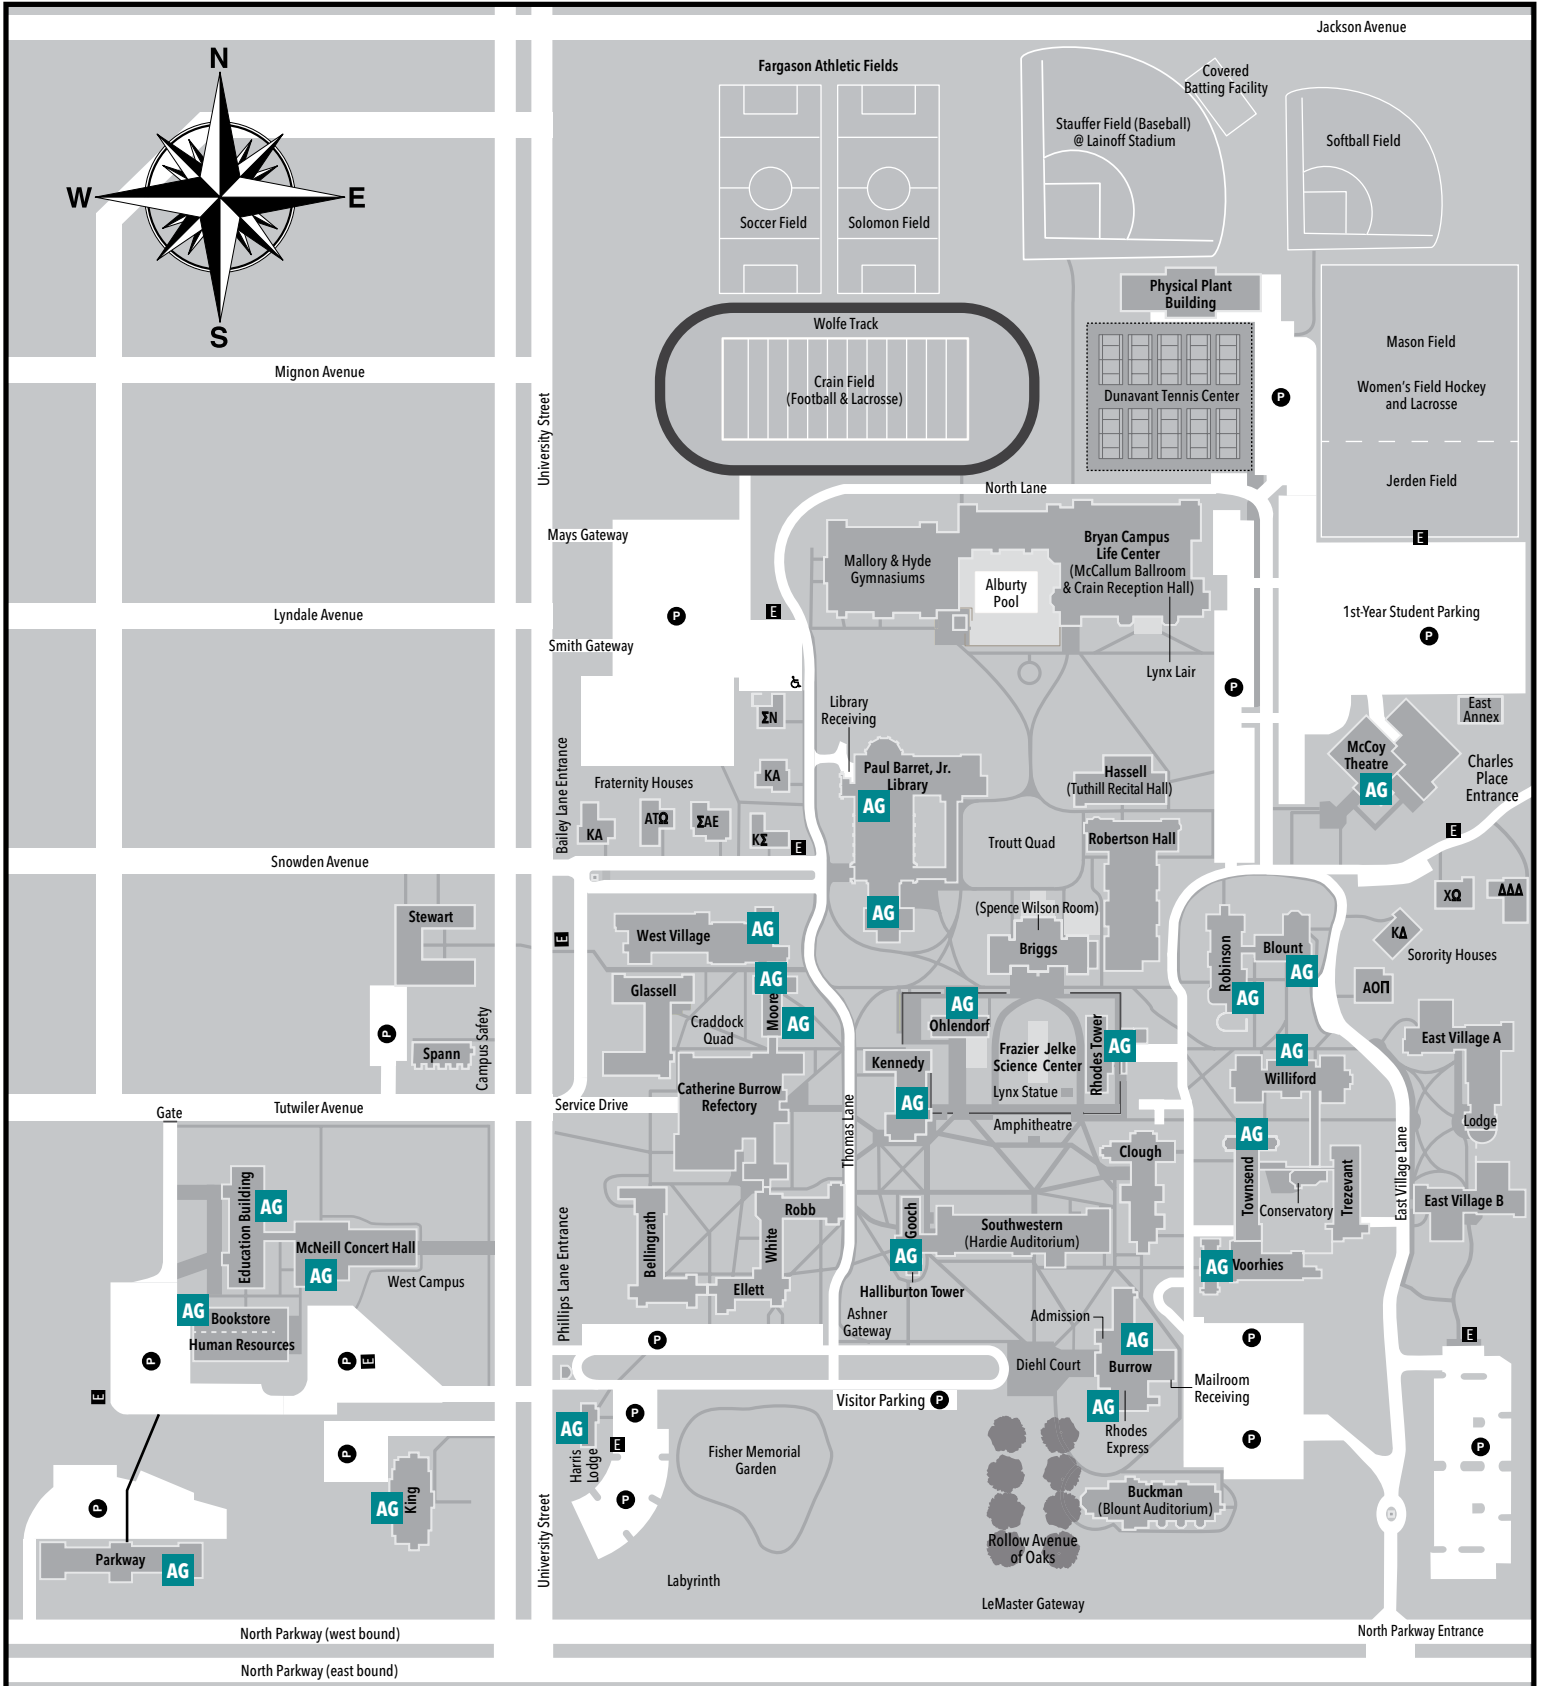 Jackson Avenue
N
W
E
S
Fargason Athletic Fields
Soccer Field
Solomon Field
Stauffer Field (Baseball)
@ Lainoff Stadium
Covered
Batting Facility
Softball Field
Physical Plant
Building
Wolfe Track
Crain Field
(Football & Lacrosse)
Dunavant Tennis Center
P
Mason Field
Women's Field Hockey
and Lacrosse
Jerden Field
E
Mignon Avenue
University Street
North Lane
Mays Gateway
Mallory & Hyde
Gymnasiums
Alburty
Pool
Bryan Campus
Life Center
(McCallum Ballroom
& Crain Reception Hall)
Lynx Lair
1st-Year Student Parking
P
P
Lyndale Avenue
P
E
Smith Gateway
ΣN
Library
Receiving
KA
Fraternity Houses
Bailey Lane Entrance
KA
ATΩ
ΣAE
KΣ
E
Paul Barret, Jr.
Library
AG
AG
Hassell
(Tuthill Recital Hall)
Troutt Quad
Robertson Hall
McCoy
Theatre
AG
East
Annex
Charles
Place
Entrance
E
Snowden Avenue
Stewart
E
West Village
AG
(Spence Wilson Room)
Briggs
Robinson
AG
Blount
AG
XΩ
ΔΔΔ
KΔ
Sorority Houses
AOΠ
Glassell
AG
Moore
AG
Craddock
Quad
P
Spann
Campus Safety
AG
Ohlendorf
Kennedy
AG
Frazier Jelke
Science Center
Lynx Statue
Rhodes Tower
AG
Amphitheatre
AG
Williford
East Village A
Lodge
Catherine Burrow
Refectory
Service Drive
Tutwiler Avenue
Gate
Thomas Lane
Clough
AG
Townsend
Conservatory
Trezevant
East Village Lane
East Village B
Education Building
AG
McNeill Concert Hall
AG
West Campus
AG
Bookstore
Human Resources
Phillips Lane Entrance
Bellingrath
White
Robb
Ellett
Gooch
AG
Southwestern
(Hardie Auditorium)
Halliburton Tower
AG
Voorhies
Ashner
Gateway
Admission
AG
Burrow
Diehl Court
Mailroom
Receiving
AG
Rhodes
Express
P
P
E
P
P
P
E
E
P
Visitor Parking
P
AG
Harris
Lodge
P
E
P
Fisher Memorial
Garden
Labyrinth
P
AG
King
P
Parkway
AG
University Street
Rollow Avenue
of Oaks
Buckman
(Blount Auditorium)
LeMaster Gateway
North Parkway (west bound)
North Parkway Entrance
North Parkway (east bound)